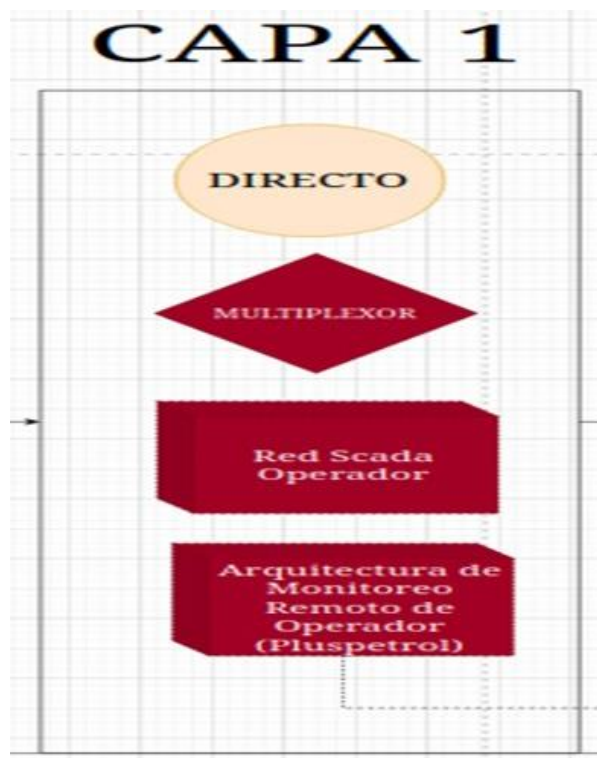 CAPA 1
DIRECTO
MULTIPLEXOR
Red Scada
Operador
Arquitectura de
Monitoreo
Remoto de
Operador
(Pluspetrol)